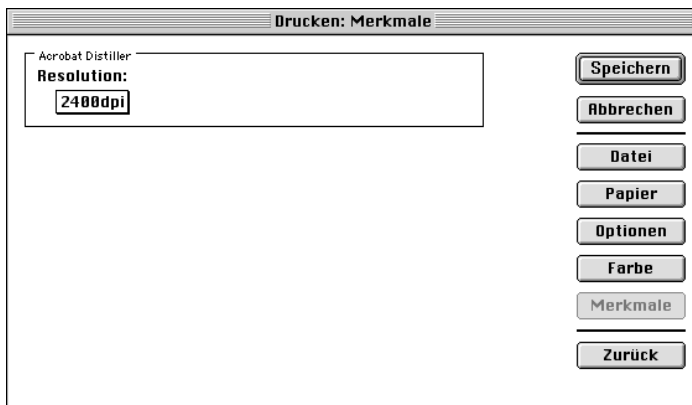 Drucken: Merkmale
Acrobat Distiller
Resolution:
2400dpi
Speichern
Abbrechen
Datei
Papier
Optionen
Farbe
Merkmale
Zurück